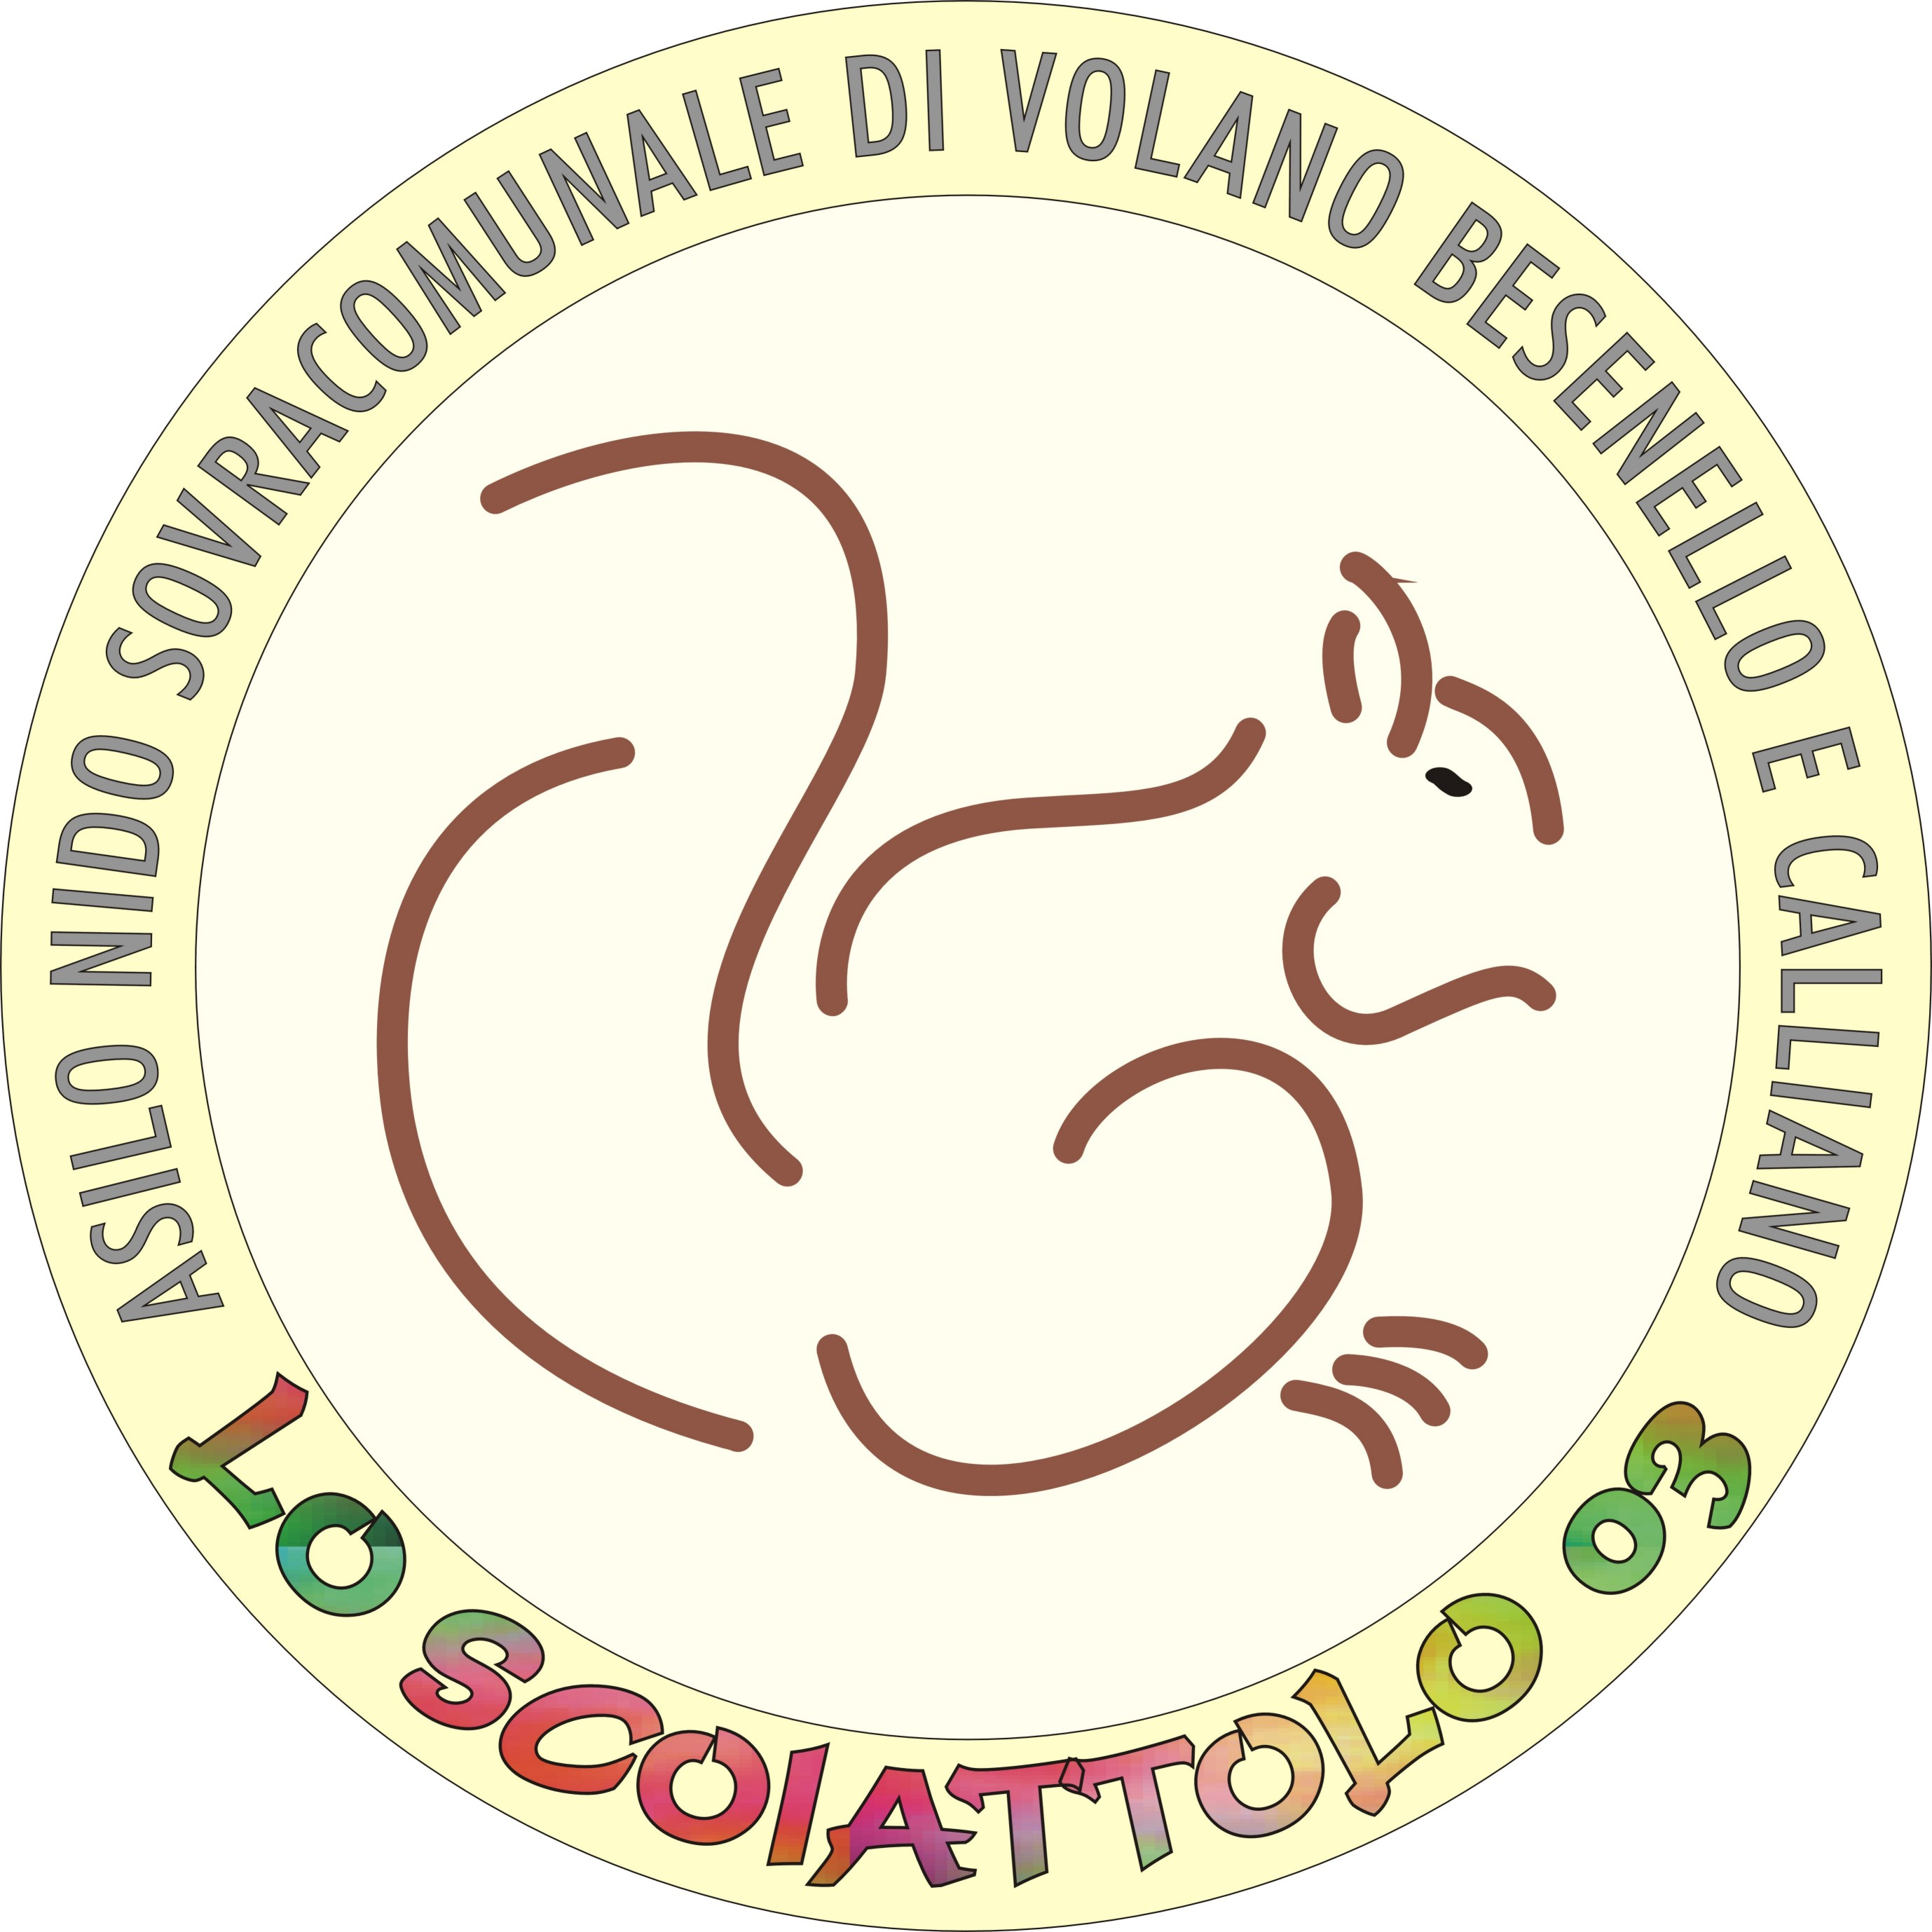 ASILO NIDO SOVRACOMUNALE DI VOLANO BESENELLO E CALLIANO
LO SCOIATTOLO 03